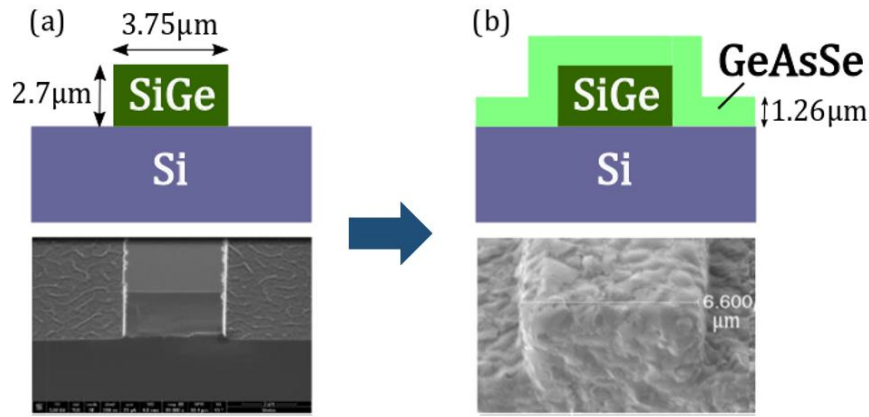 (a)
3.75μm
2.7μm
SiGe
Si
(b)
GeAsSe
SiGe
1.26μm
Si
6.600/
μm